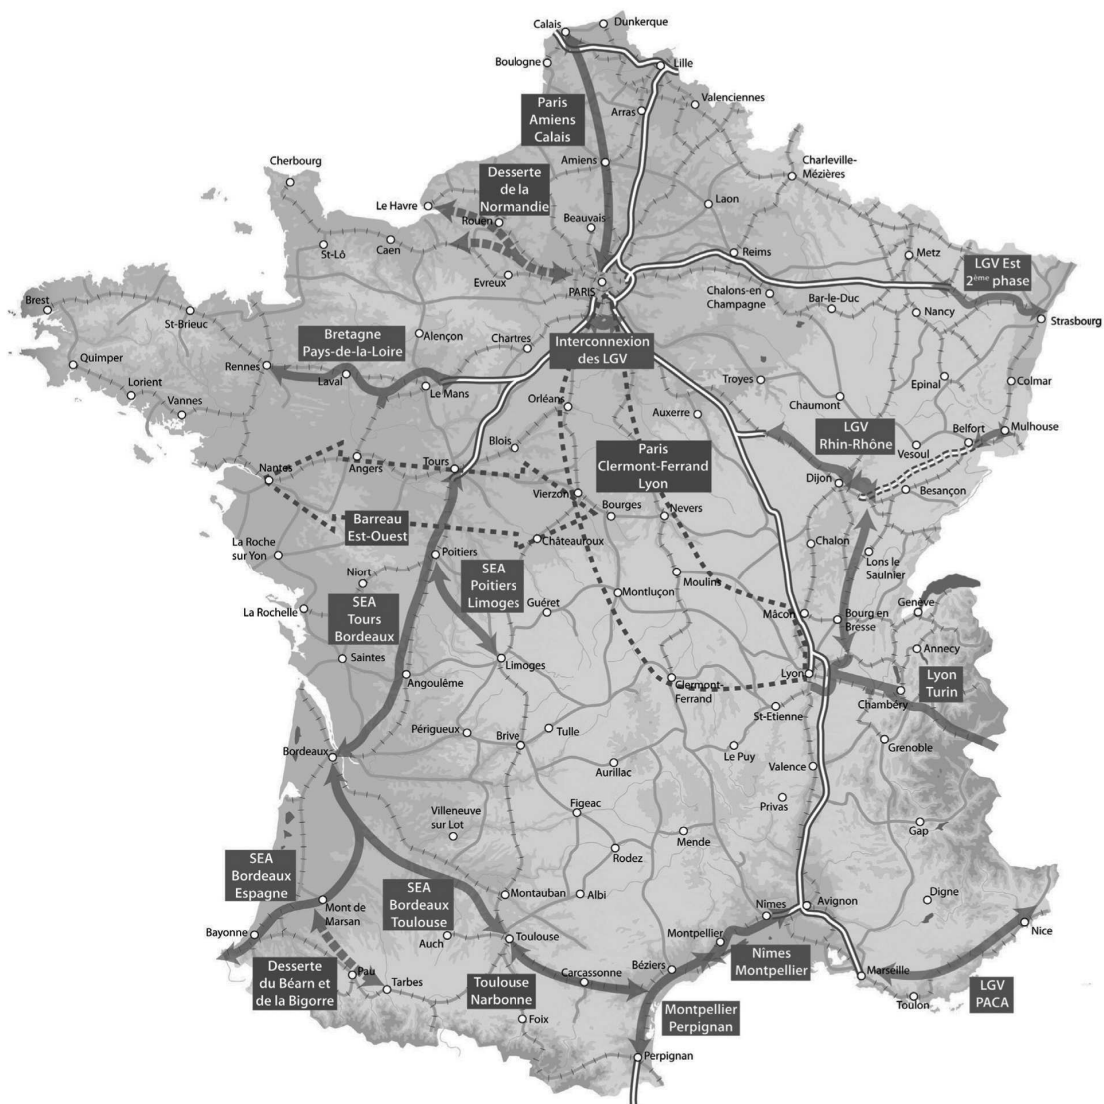 Calais
Dunkerque
Boulogne
Lille
Valenciennes
Paris
Amiens
Calais
Arras
Cherbourg
Amiens
Charleville-
Mézières
Desserte
de la
Normandie
Le Havre
Rouen
Beauvais
Laon
St-Lô
Caen
Reims
Metz
LGV Est
2ème phase
Evreux
PARIS
Chalons-en
Champagne
Bar-le-Duc
Nancy
Strasbourg
Brest
St-Brieuc
Bretagne
Pays-de-la-Loire
Alençon
Chartres
Interconnexion
des LGV
Quimper
Rennes
Laval
Le Mans
Troyes
Epinal
Colmar
Lorient
Vannes
Orléans
Auxerre
Chaumont
LGV
Rhin-Rhône
Belfort
Mulhouse
Vesoul
Blois
Paris
Clermont-Ferrand
Lyon
Nantes
Angers
Tours
Dijon
Besançon
Vierzon
Bourges
Nevers
Barreau
Est-Ouest
Châteauroux
Chalon
La Roche
sur Yon
Poitiers
SEA
Poitiers
Limoges
Lons le
Saulnier
Niort
Moulins
La Rochelle
SEA
Tours
Bordeaux
Guéret
Montluçon
Mâcon
Bourg en
Bresse
Genève
Annecy
Saintes
Limoges
Angoulême
Clermont-
Ferrand
Lyon
Lyon
Turin
Chambéry
St-Etienne
Périgueux
Brive
Tulle
Grenoble
Bordeaux
Le Puy
Aurillac
Valence
Villeneuve
sur Lot
Figeac
Privas
Gap
Mende
Rodez
SEA
Bordeaux
Espagne
SEA
Bordeaux
Toulouse
Montauban
Albi
Digne
Mont de
Marsan
Nîmes
Avignon
Bayonne
Auch
Toulouse
Montpellier
Nice
Nîmes
Montpellier
Desserte
du Béarn et
de la Bigorre
Pau
Tarbes
Toulouse
Narbonne
Carcassonne
Béziers
Marseille
LGV
PACA
Toulon
Foix
Montpellier
Perpignan
Perpignan